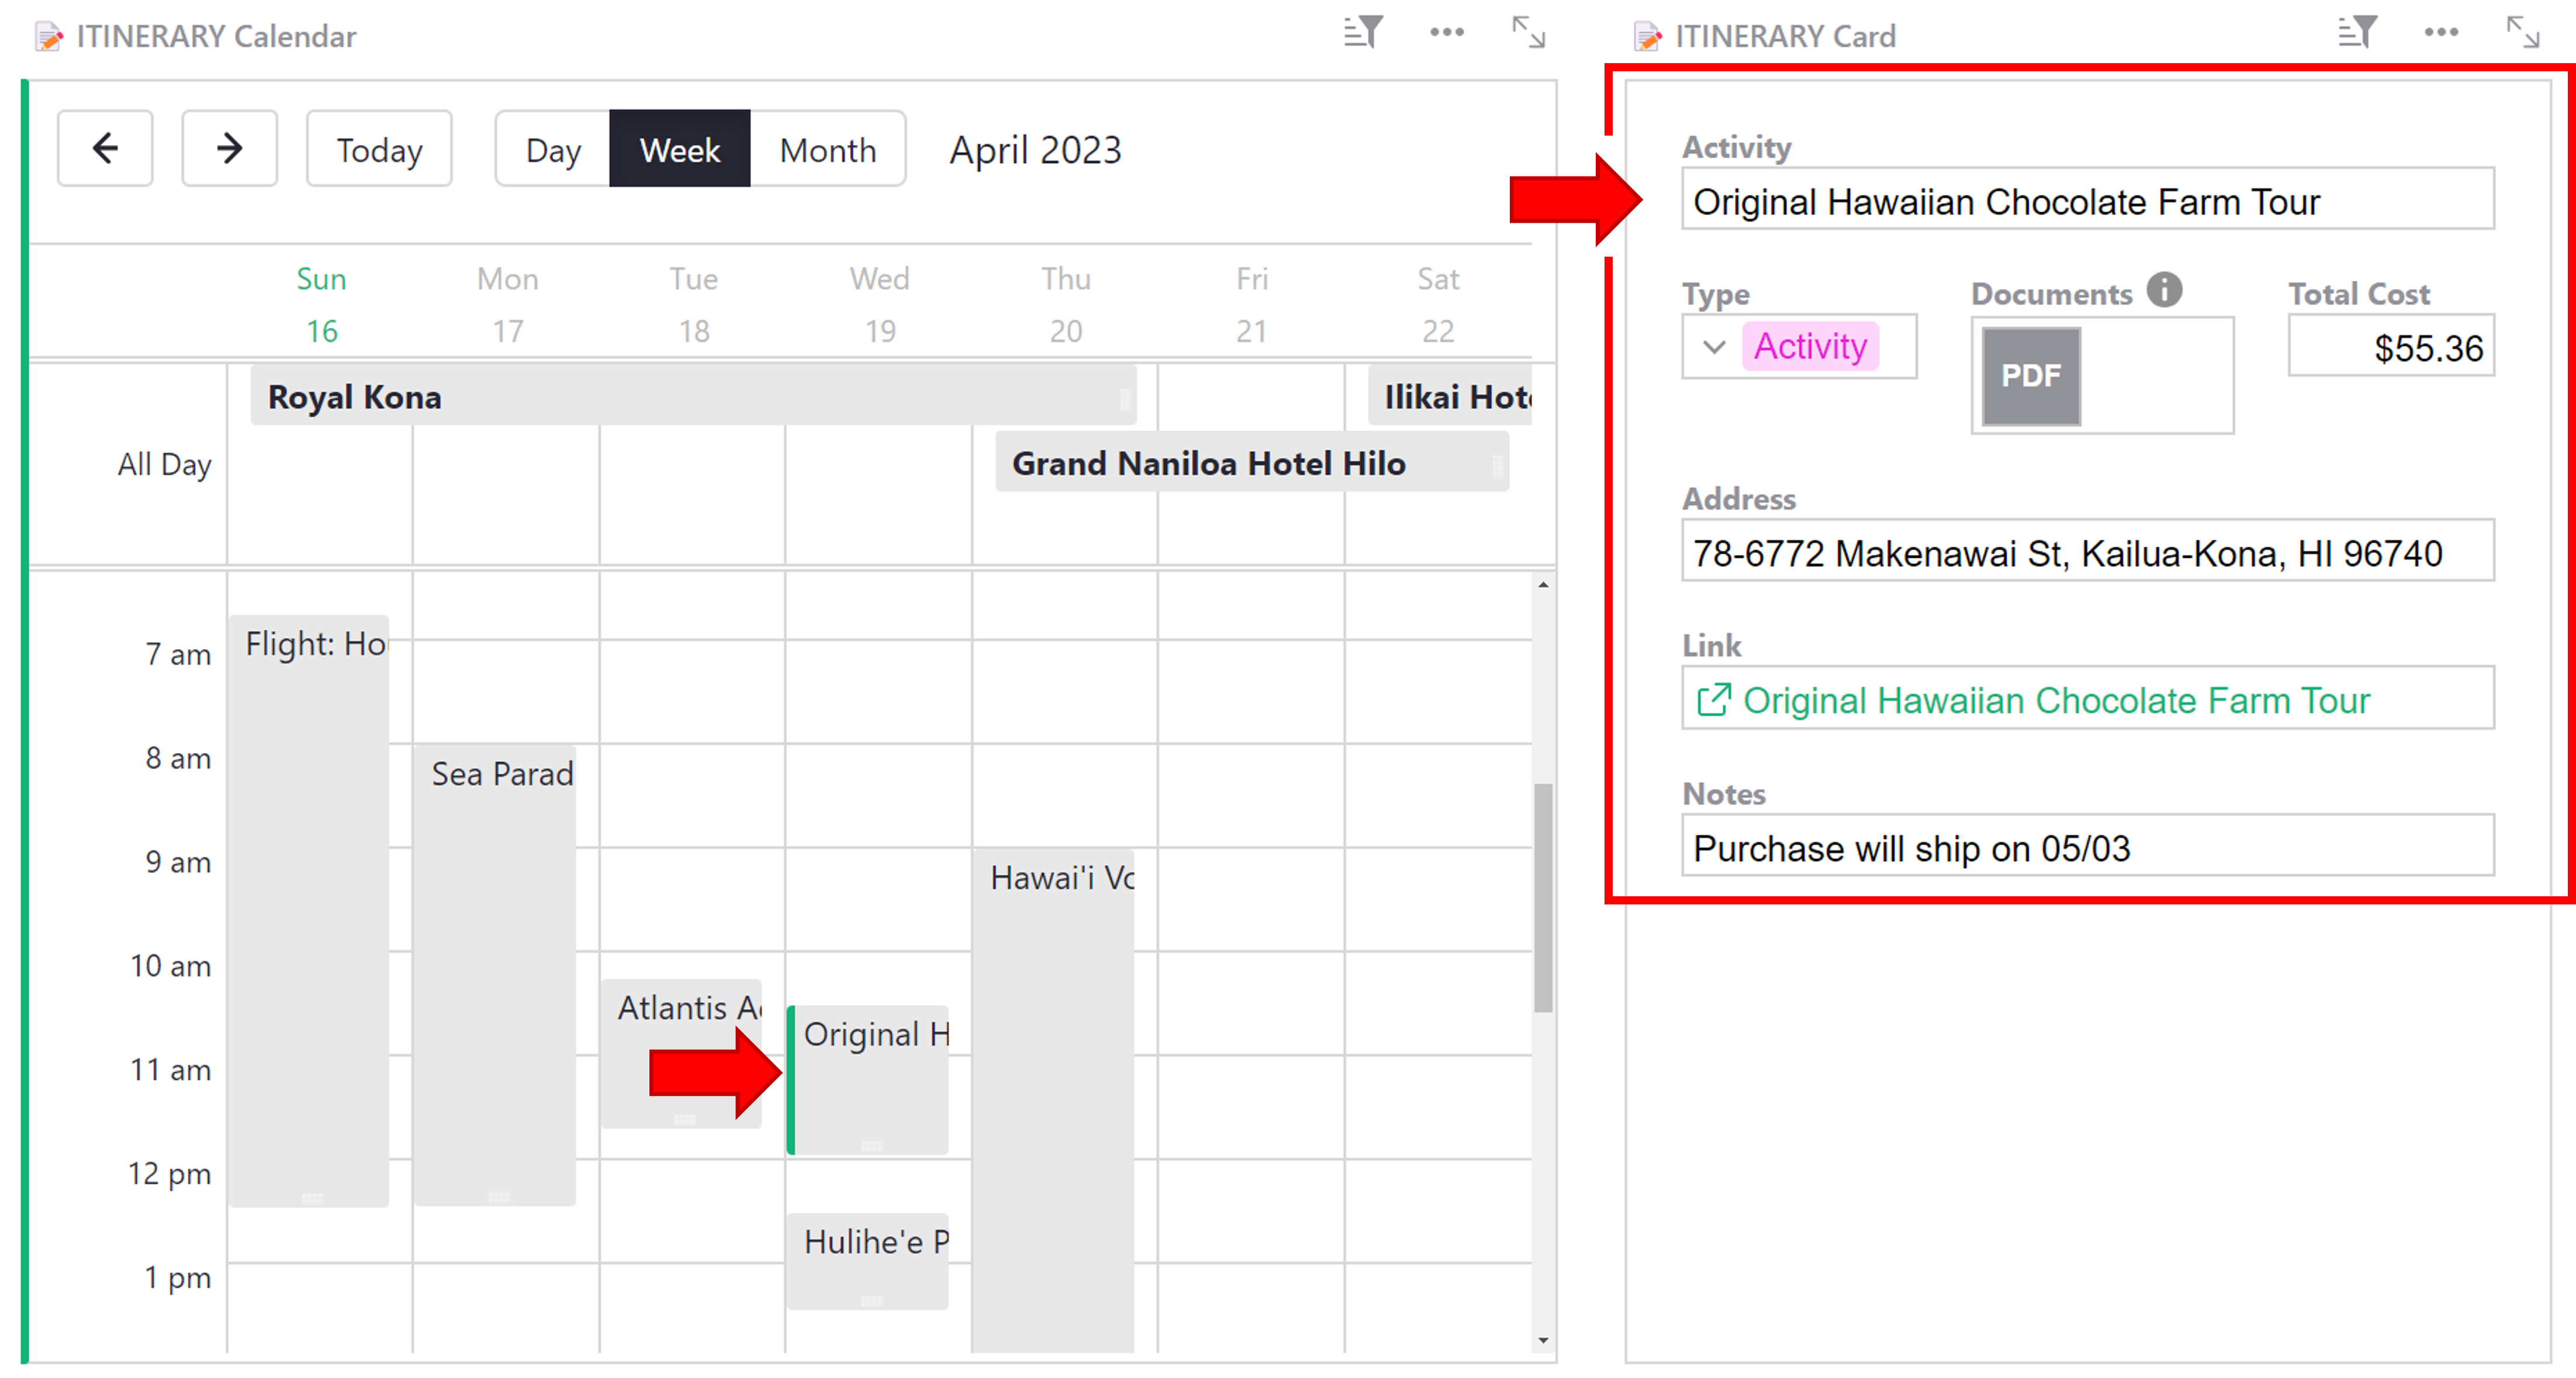 ITINERARY Calendar
Today
Day
Week
Month
April 2023
Sun Mon Tue Wed Thu Fri Sat
16 17 18 19 20 21 22
All Day
Royal Kona
Ilikai Hot
Grand Naniloa Hotel Hilo
7 am
8 am
9 am
10 am
11 am
12 pm
1 pm
Flight: Ho
Sea Parad
Atlantis A
Original H
Hulihe'e P
Hawai'i Vo
ITINERARY Card
Activity
Original Hawaiian Chocolate Farm Tour
Type
Activity
Documents
PDF
Total Cost
$55.36
Address
78-6772 Makenawai St, Kailua-Kona, HI 96740
Link
Original Hawaiian Chocolate Farm Tour
Notes
Purchase will ship on 05/03